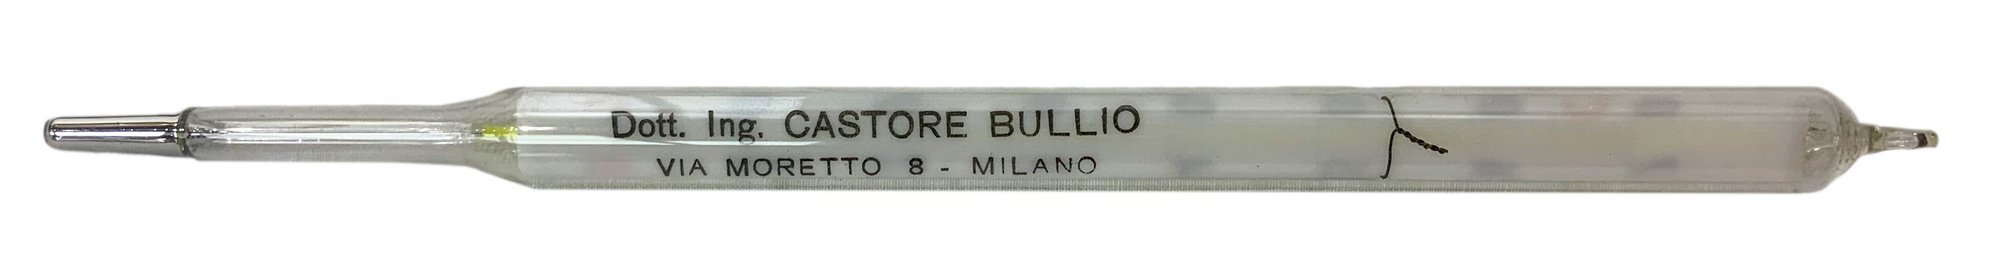 Dott. Ing. CASTORE BULLIO
VIA MORETTO 8 - MILANO